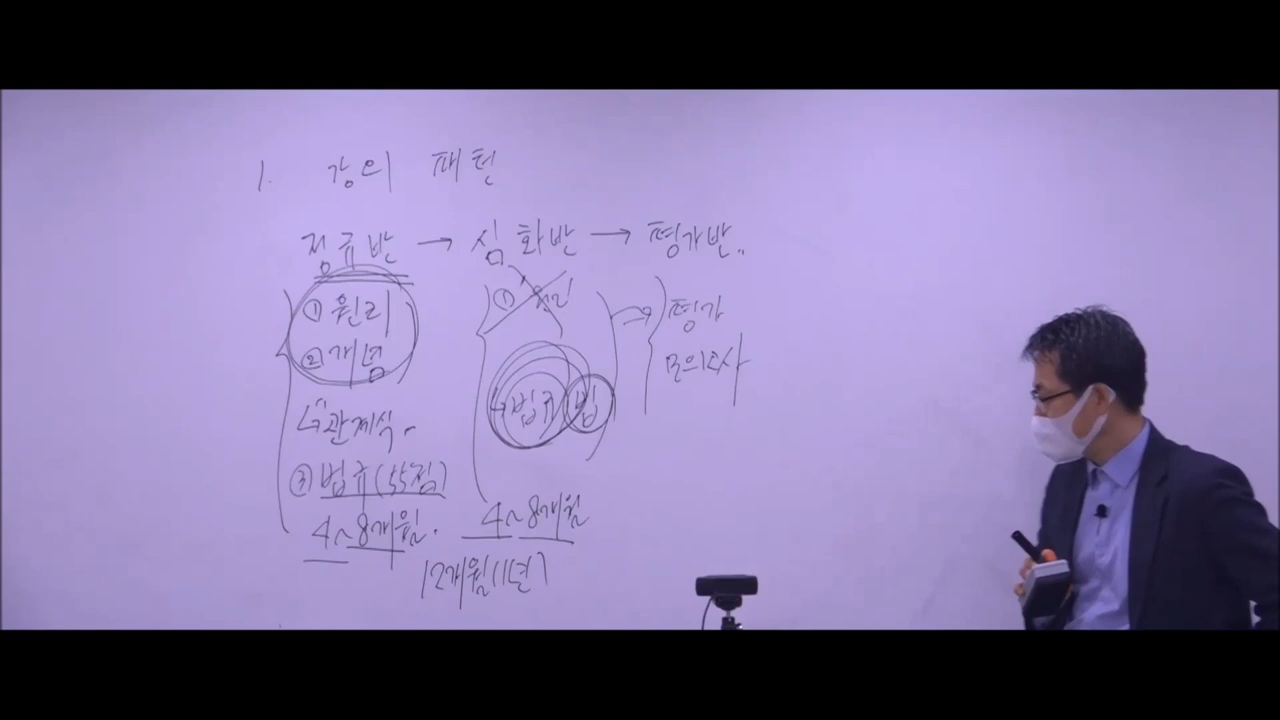 1. 강의 패턴
정규반 → 심화반 → 평가반..
① 원리
② 개념
↳ 관계식.
③ 법규(55점)
4~8개월.
① 원리
↳ 법규 법
4~8개월
12개월(1년)
평가
모의고사